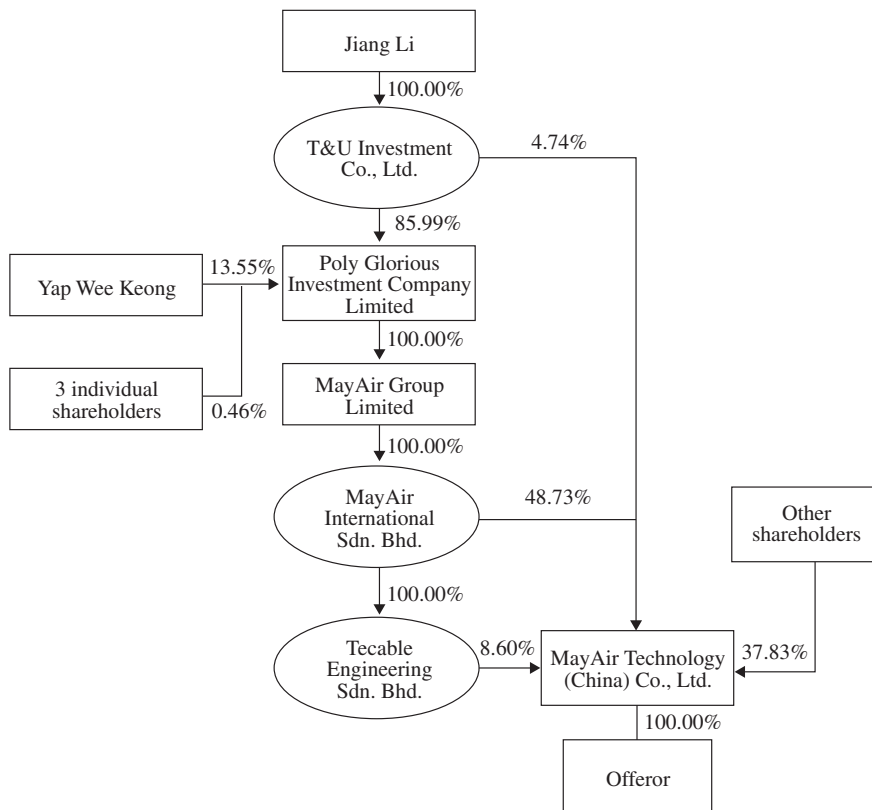 Jiang Li
100.00%
T&U Investment
Co., Ltd.
4.74%
85.99%
Yap Wee Keong
13.55%
Poly Glorious
Investment Company
Limited
100.00%
3 individual
shareholders
0.46%
MayAir Group
Limited
100.00%
MayAir
International
Sdn. Bhd.
48.73%
Other
shareholders
100.00%
Tecable
Engineering
Sdn. Bhd.
8.60%
MayAir Technology
(China) Co., Ltd.
37.83%
100.00%
Offeror